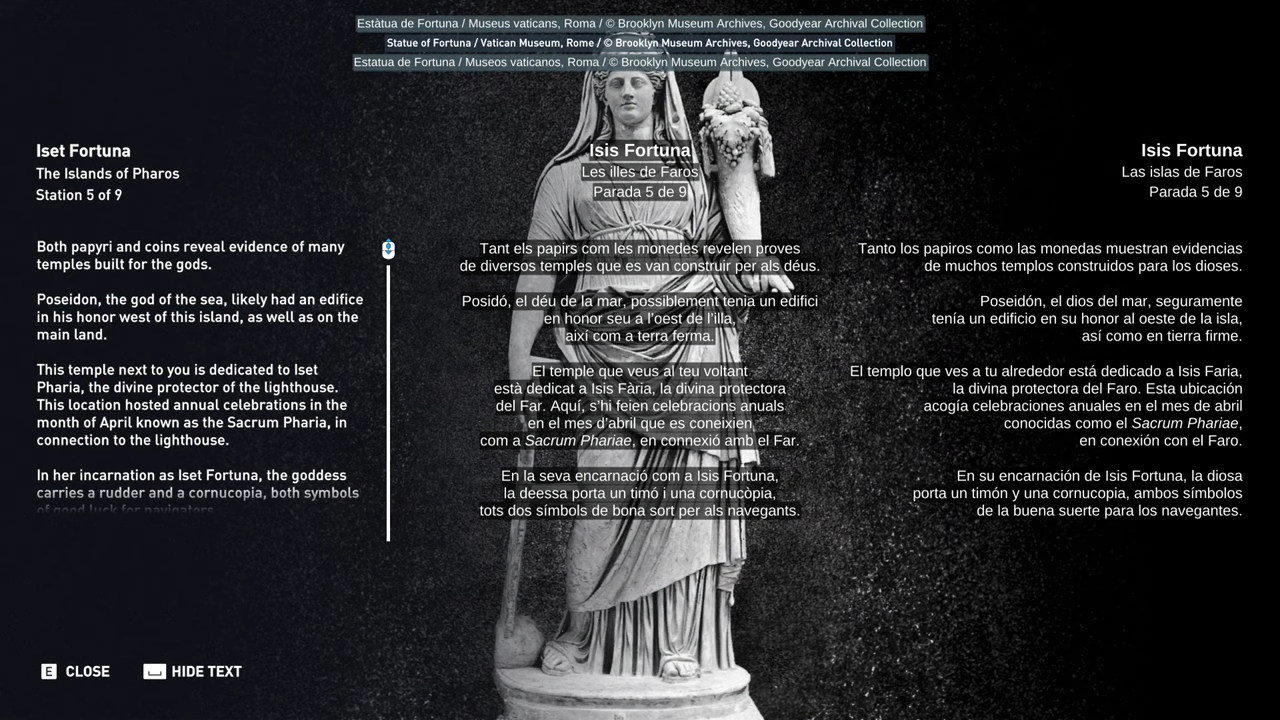 Estàtua de Fortuna / Museus vaticans, Roma / © Brooklyn Museum Archives, Goodyear Archival Collection
Statue of Fortuna / Vatican Museum, Rome / © Brooklyn Museum Archives, Goodyear Archival Collection
Estatua de Fortuna / Museos vaticanos, Roma / © Brooklyn Museum Archives, Goodyear Archival Collection
Iset Fortuna
The Islands of Pharos
Station 5 of 9
Both papyri and coins reveal evidence of many
temples built for the gods.
Poseidon, the god of the sea, likely had an edifice
in his honor west of this island, as well as on the
main land.
This temple next to you is dedicated to Iset
Pharia, the divine protector of the lighthouse.
This location hosted annual celebrations in the
month of April known as the Sacrum Pharia, in
connection to the lighthouse.
In her incarnation as Iset Fortuna, the goddess
carries a rudder and a cornucopia, both symbols
of good luck for navigators.
Isis Fortuna
Les illes de Faros
Parada 5 de 9
Tant els papirs com les monedes revelen proves
de diversos temples que es van construir per als déus.
Posidó, el déu de la mar, possiblement tenia un edifici
en honor seu a l'oest de l'illa,
així com a terra ferma.
El temple que veus al teu voltant
està dedicat a Isis Fària, la divina protectora
del Far. Aquí, s'hi feien celebracions anuals
en el mes d'abril que es coneixien
com a Sacrum Phariae, en connexió amb el Far.
En la seva encarnació com a Isis Fortuna,
la deessa porta un timó i una cornucòpia,
tots dos símbols de bona sort per als navegants.
Isis Fortuna
Las islas de Faros
Parada 5 de 9
Tanto los papiros como las monedas muestran evidencias
de muchos templos construidos para los dioses.
Poseidón, el dios del mar, seguramente
tenía un edificio en su honor al oeste de la isla,
así como en tierra firme.
El templo que ves a tu alrededor está dedicado a Isis Faria,
la divina protectora del Faro. Esta ubicación
acogía celebraciones anuales en el mes de abril
conocidas como el Sacrum Phariae,
en conexión con el Faro.
En su encarnación de Isis Fortuna, la diosa
porta un timón y una cornucopia, ambos símbolos
de la buena suerte para los navegantes.
E CLOSE
HIDE TEXT